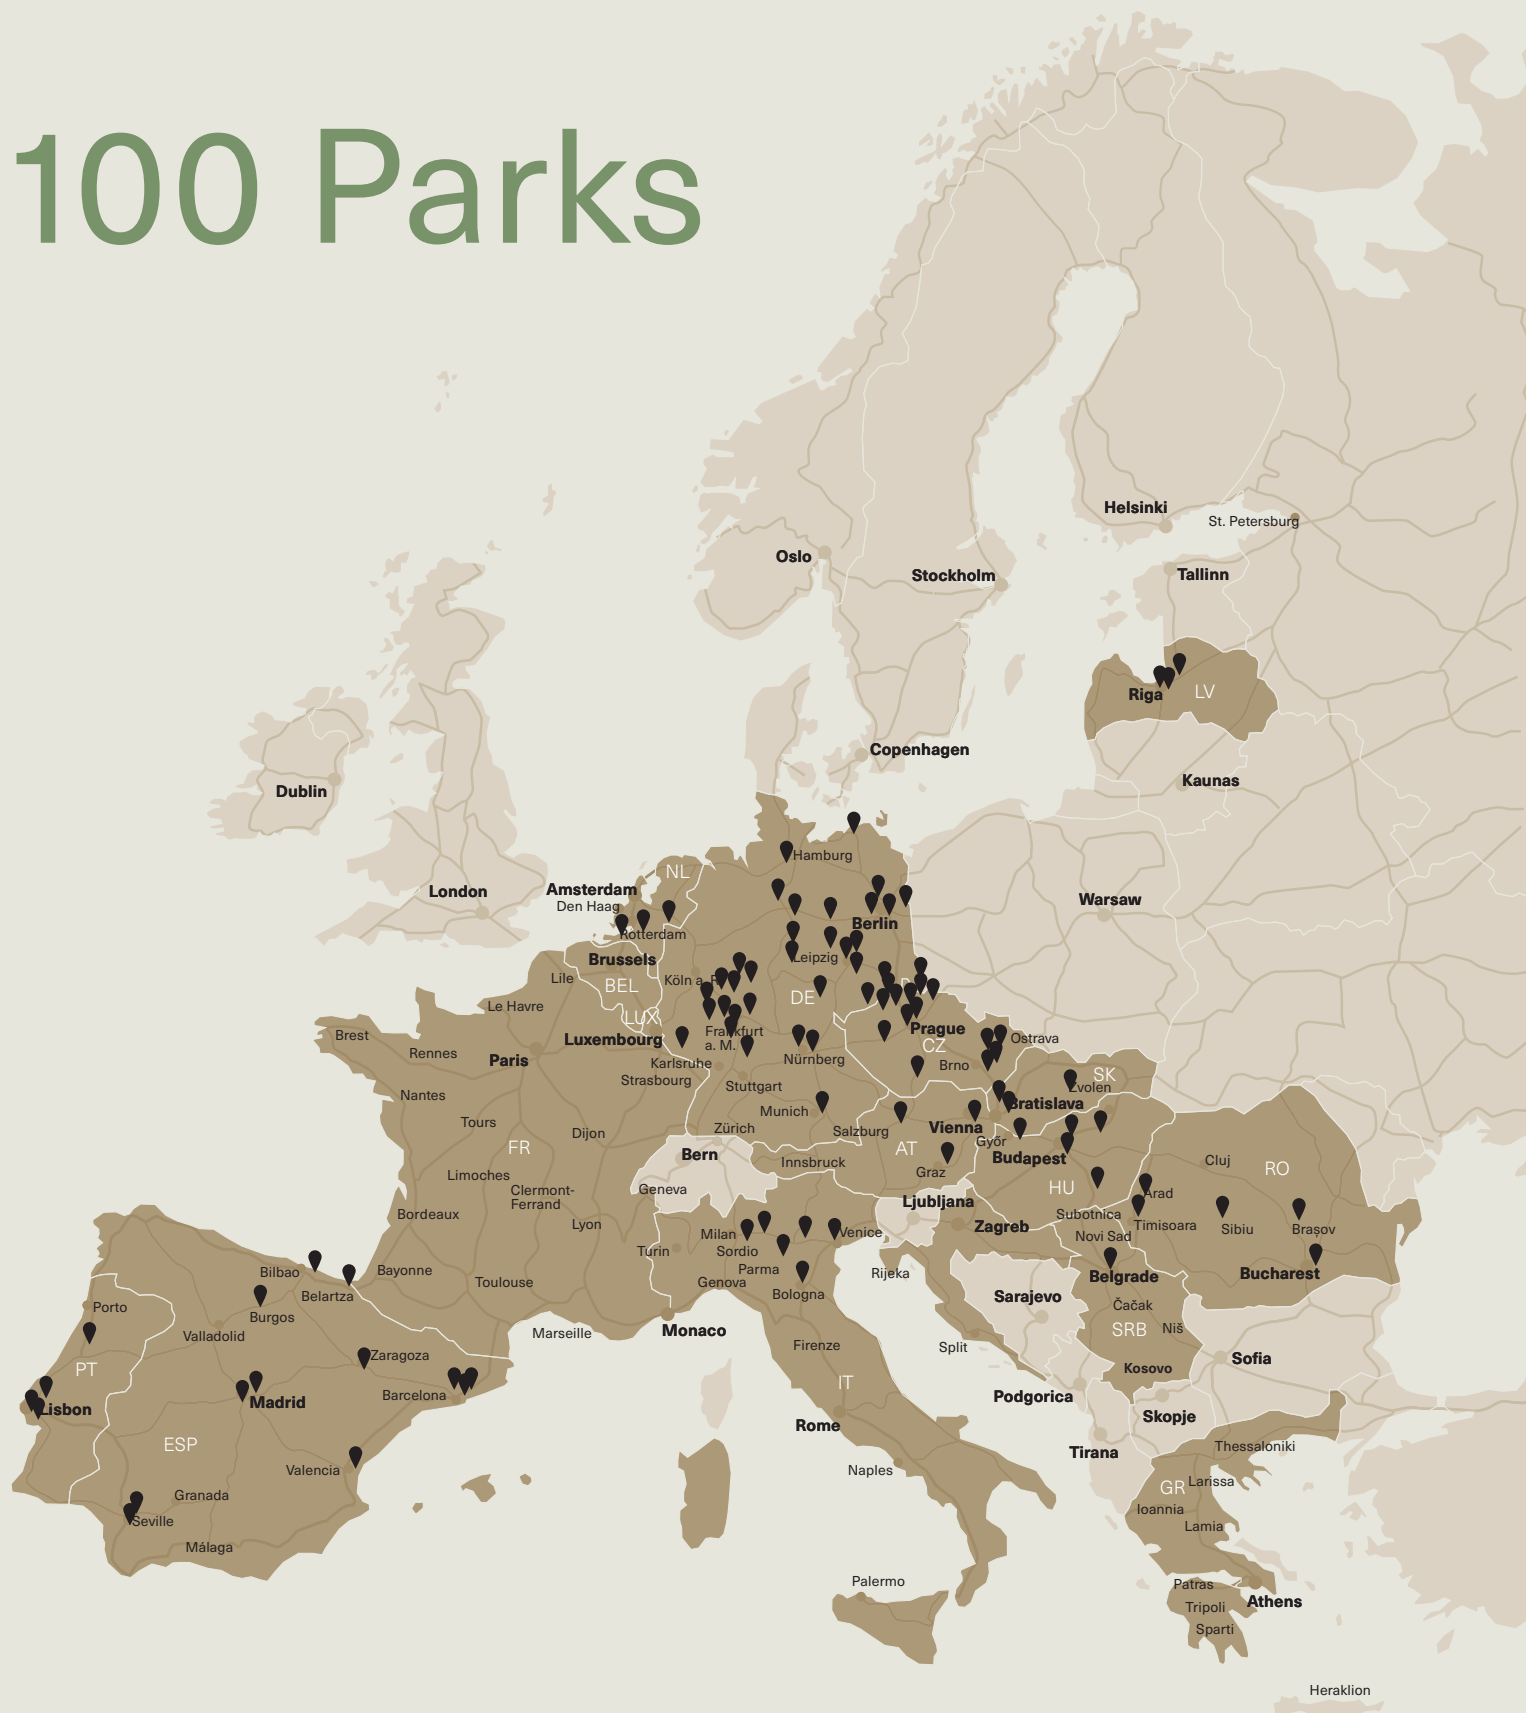 100 Parks
Helsinki
St. Petersburg
Oslo
Stockholm
Tallinn
Riga
LV
Copenhagen
Kaunas
Dublin
Hamburg
NL
Amsterdam
London
Den Haag
Warsaw
Berlin
Rotterdam
Brussels
Leipzig
Lile
Köln a.
BEL
DE
Le Havre
LUX
Prague
Brest
Frankfurt
a. M.
Luxembourg
Ostrava
CZ
Rennes
Paris
Nürnberg
Karlsruhe
Brno
SK
Strasbourg
Stuttgart
Zvolen
Nantes
Bratislava
Munich
Tours
Zürich
Salzburg
Vienna
Dijon
Győr
FR
Bern
AT
Budapest
Innsbruck
Cluj
RO
Limoches
Graz
Geneva
HU
Clermont-
Ferrand
Arad
Ljubljana
Bordeaux
Lyon
Subotnica
Zagreb
Timisoara
Sibiu
Brașov
Milan
Venice
Novi Sad
Turin
Sordio
Bilbao
Bayonne
Parma
Rijeka
Belgrade
Bucharest
Toulouse
Genova
Belartza
Bologna
Sarajevo
Porto
Čačak
Burgos
Monaco
SRB
Niš
Valladolid
Marseille
Firenze
Split
Zaragoza
Sofia
PT
Kosovo
IT
Barcelona
Podgorica
Madrid
Lisbon
Rome
Skopje
ESP
Tirana
Thessaloniki
Valencia
Naples
Larissa
GR
Granada
Ioannia
Seville
Lamia
Málaga
Palermo
Patras
Athens
Tripoli
Sparti
Heraklion